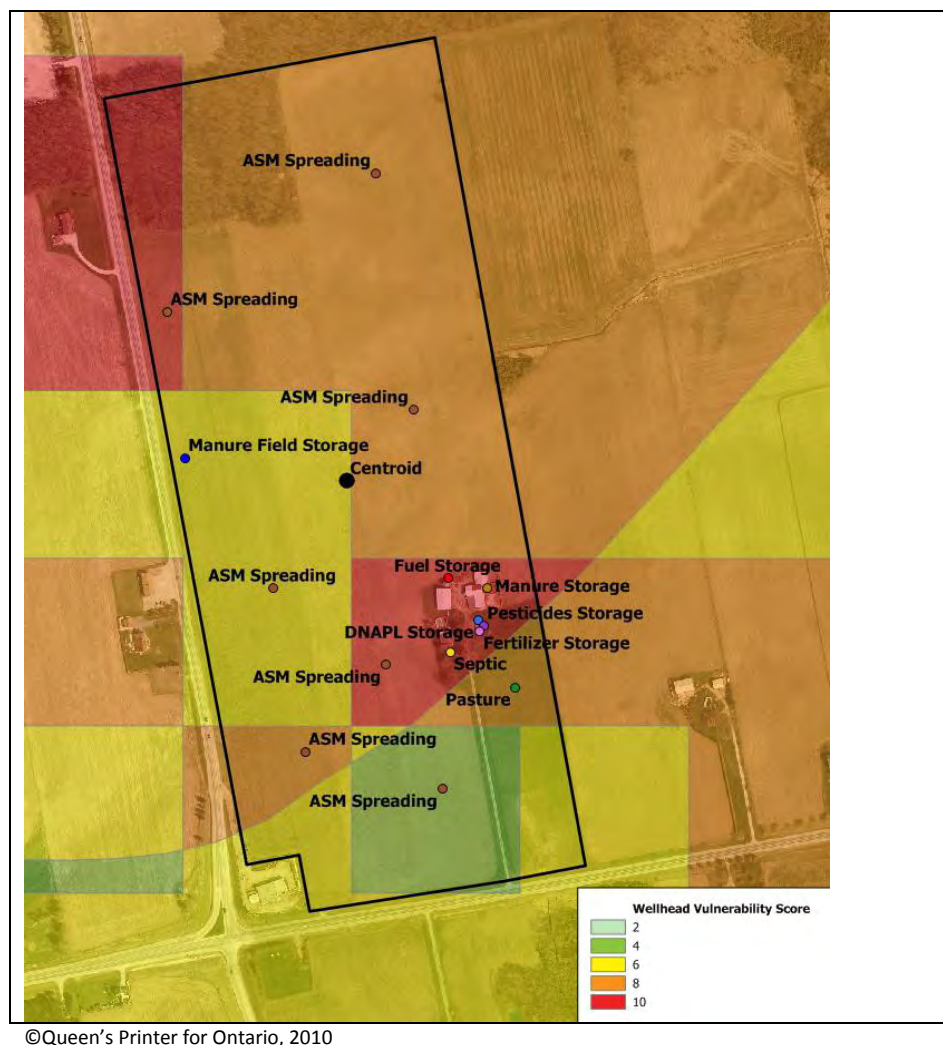 ASM Spreading
ASM Spreading
ASM Spreading
Manure Field Storage
Centroid
Fuel Storage
ASM Spreading
Manure Storage
Pesticides Storage
DNAPL Storage
Fertilizer Storage
Septic
ASM Spreading
Pasture
ASM Spreading
ASM Spreading
Wellhead Vulnerability Score
2
4
6
8
10
©Queen's Printer for Ontario, 2010